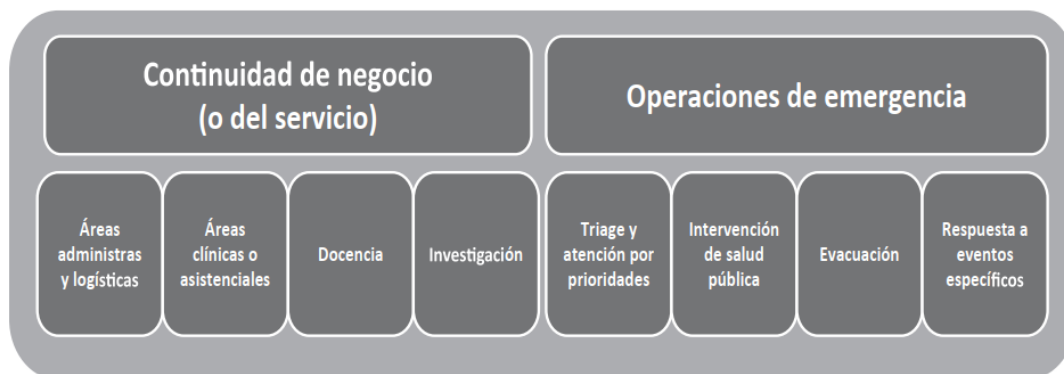 Continuidad de negocio
(o del servicio)
Operaciones de emergencia
Áreas
administras
y logísticas
Áreas
clínicas o
asistenciales
Docencia
Investigación
Triage y
atención por
prioridades
Intervención
de salud
pública
Evacuación
Respuesta a
eventos
específicos